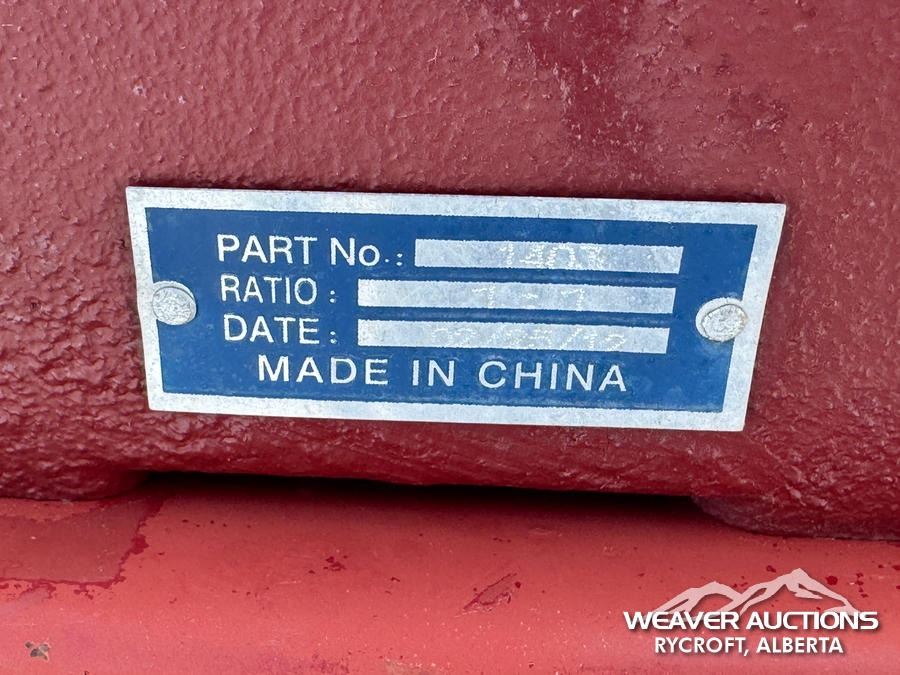 PART No.:
RATIO:
DATE:
MADE IN CHINA
WEAVER AUCTIONS
RYCROFT, ALBERTA